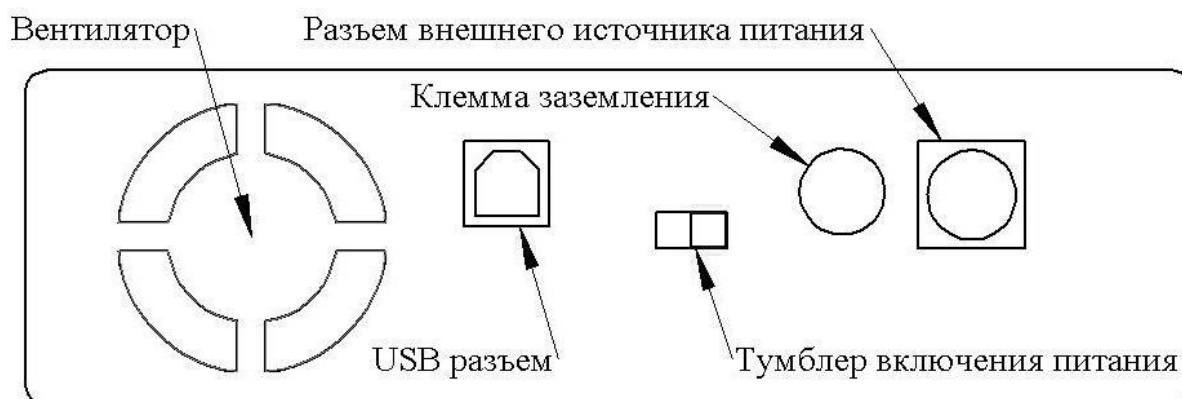 Вентилятор
Разъем внешнего источника питания
Клемма заземления
USB разъем
Тумблер включения питания